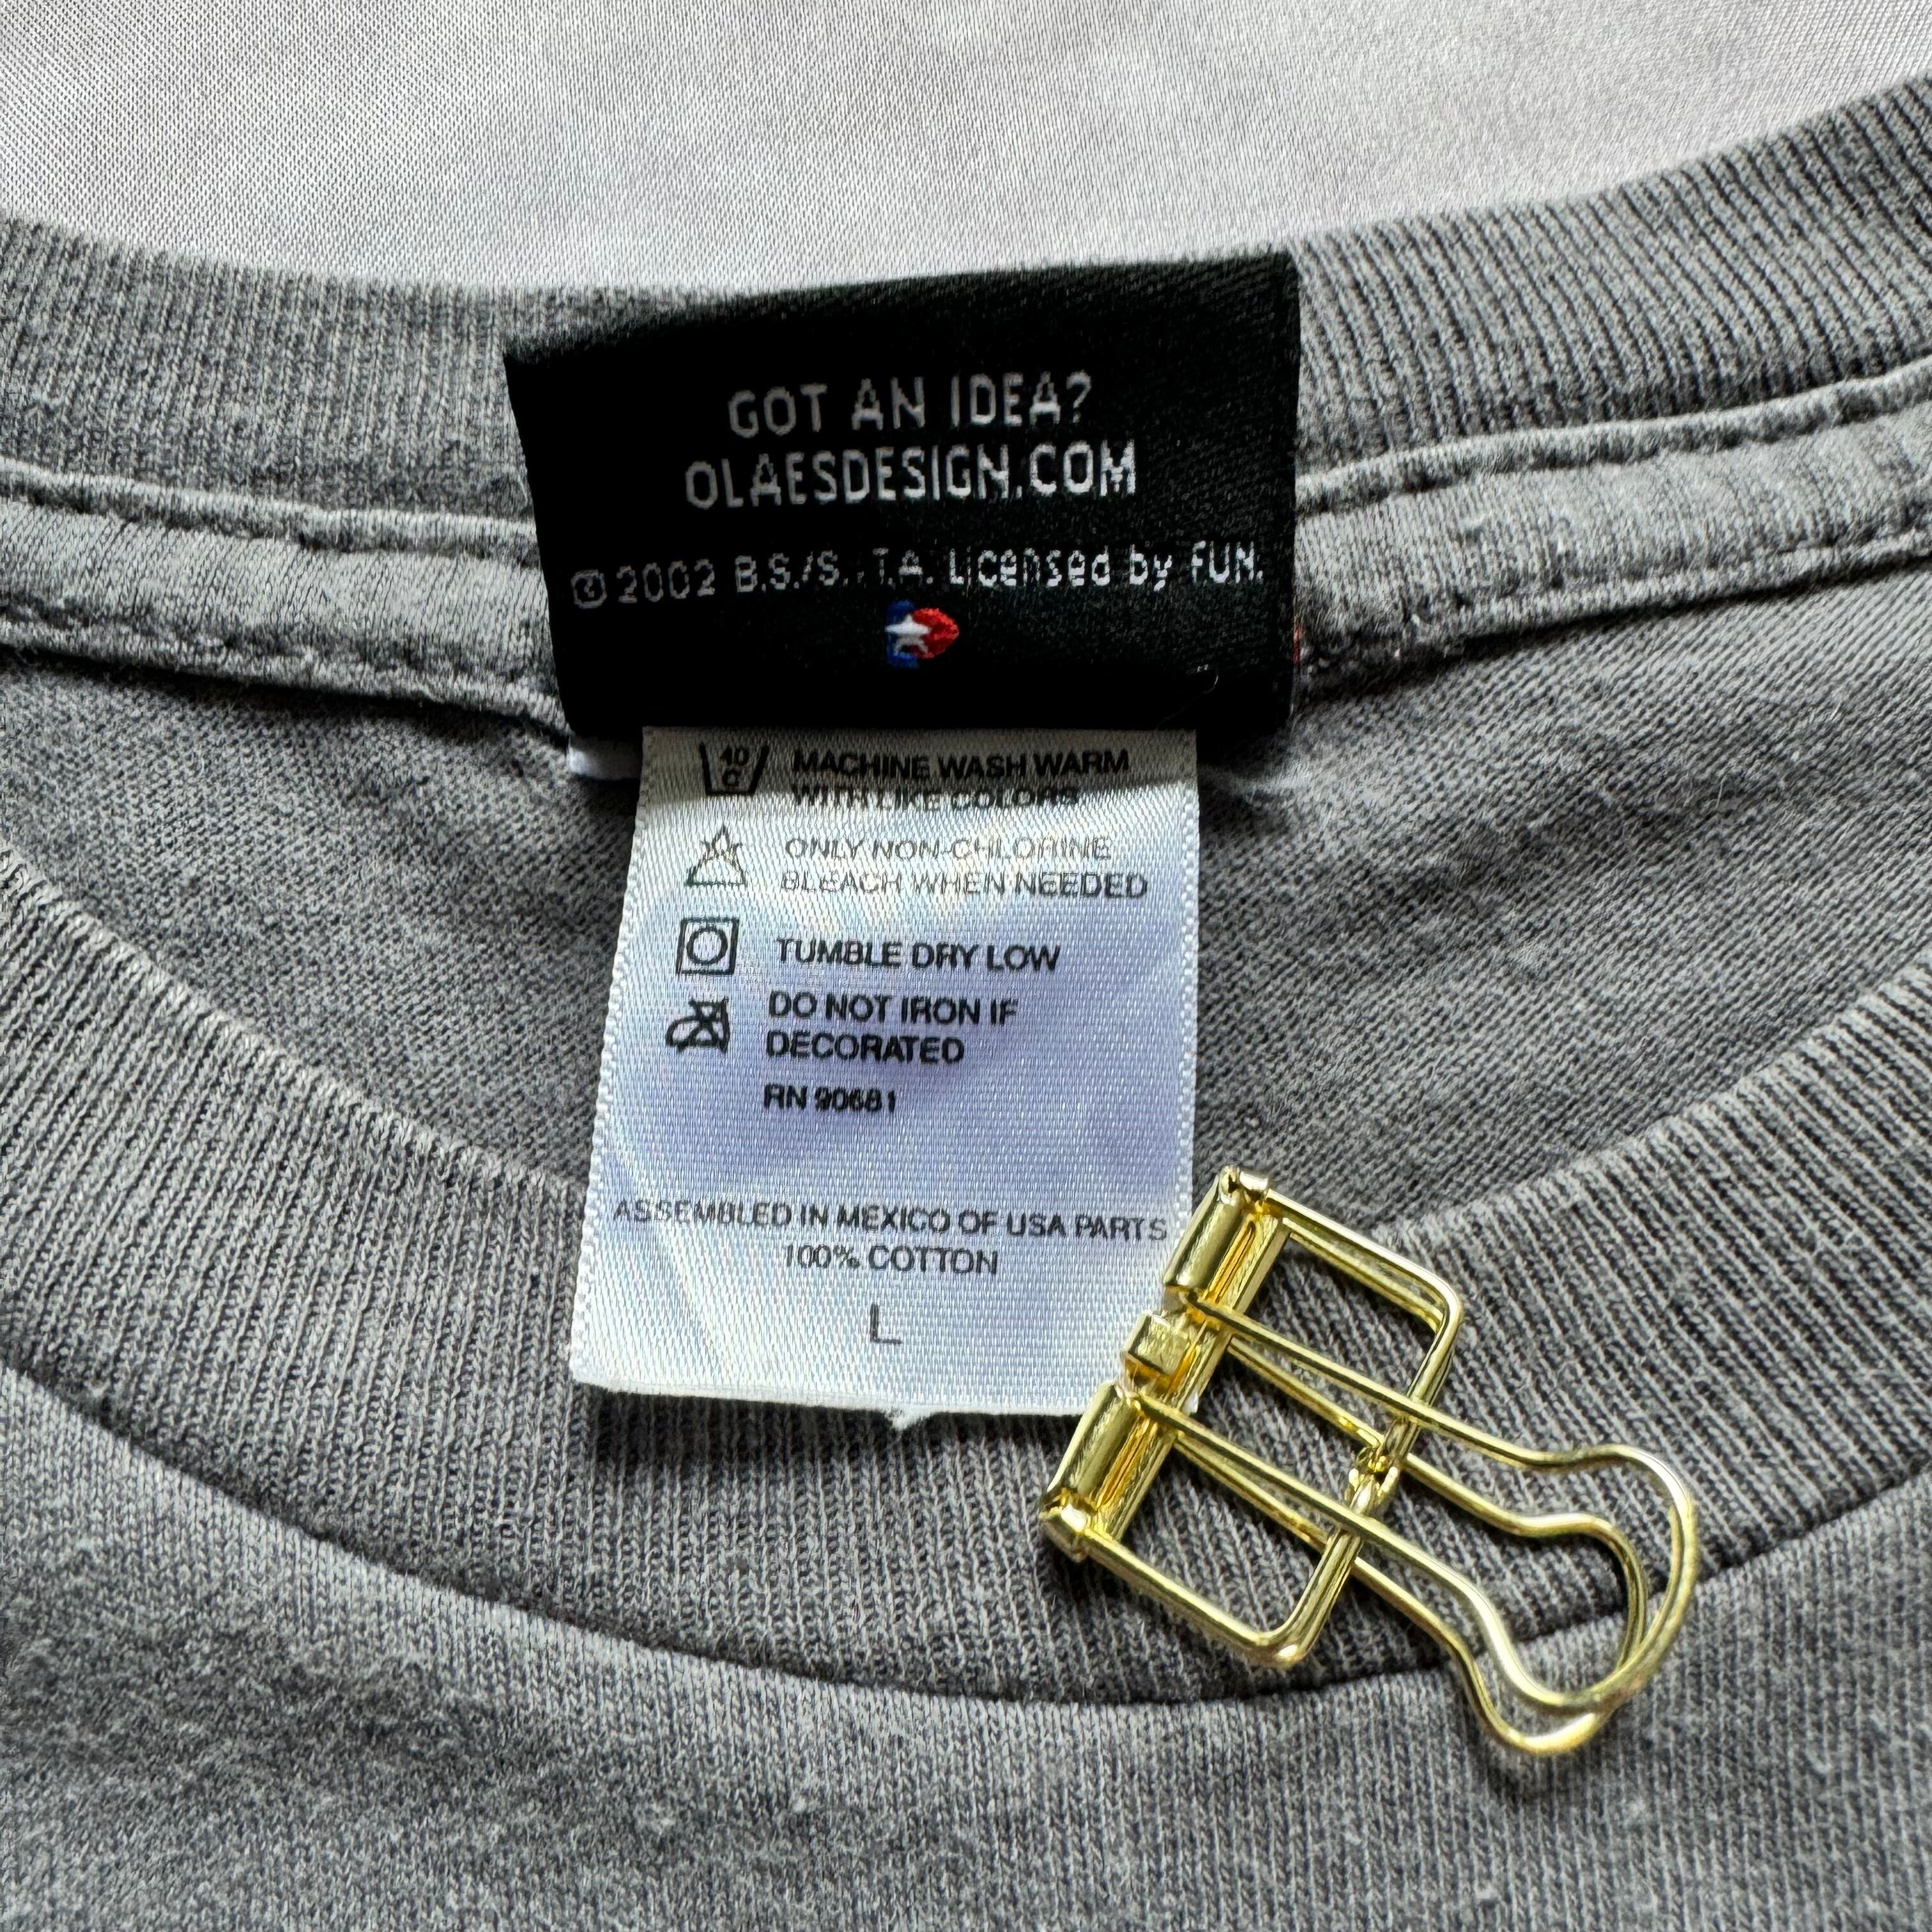 GOT AN IDEA?
OLAESDESIGN.COM
©2002 B.S./S..T.A. Licensed by FUN.
40
C
MACHINE WASH WARM
WITH LIKE COLORS
ONLY NON-CHLORINE
BLEACH WHEN NEEDED
TUMBLE DRY LOW
DO NOT IRON IF
DECORATED
RN 90681
ASSEMBLED IN MEXICO OF USA PARTS
100% COTTON
L